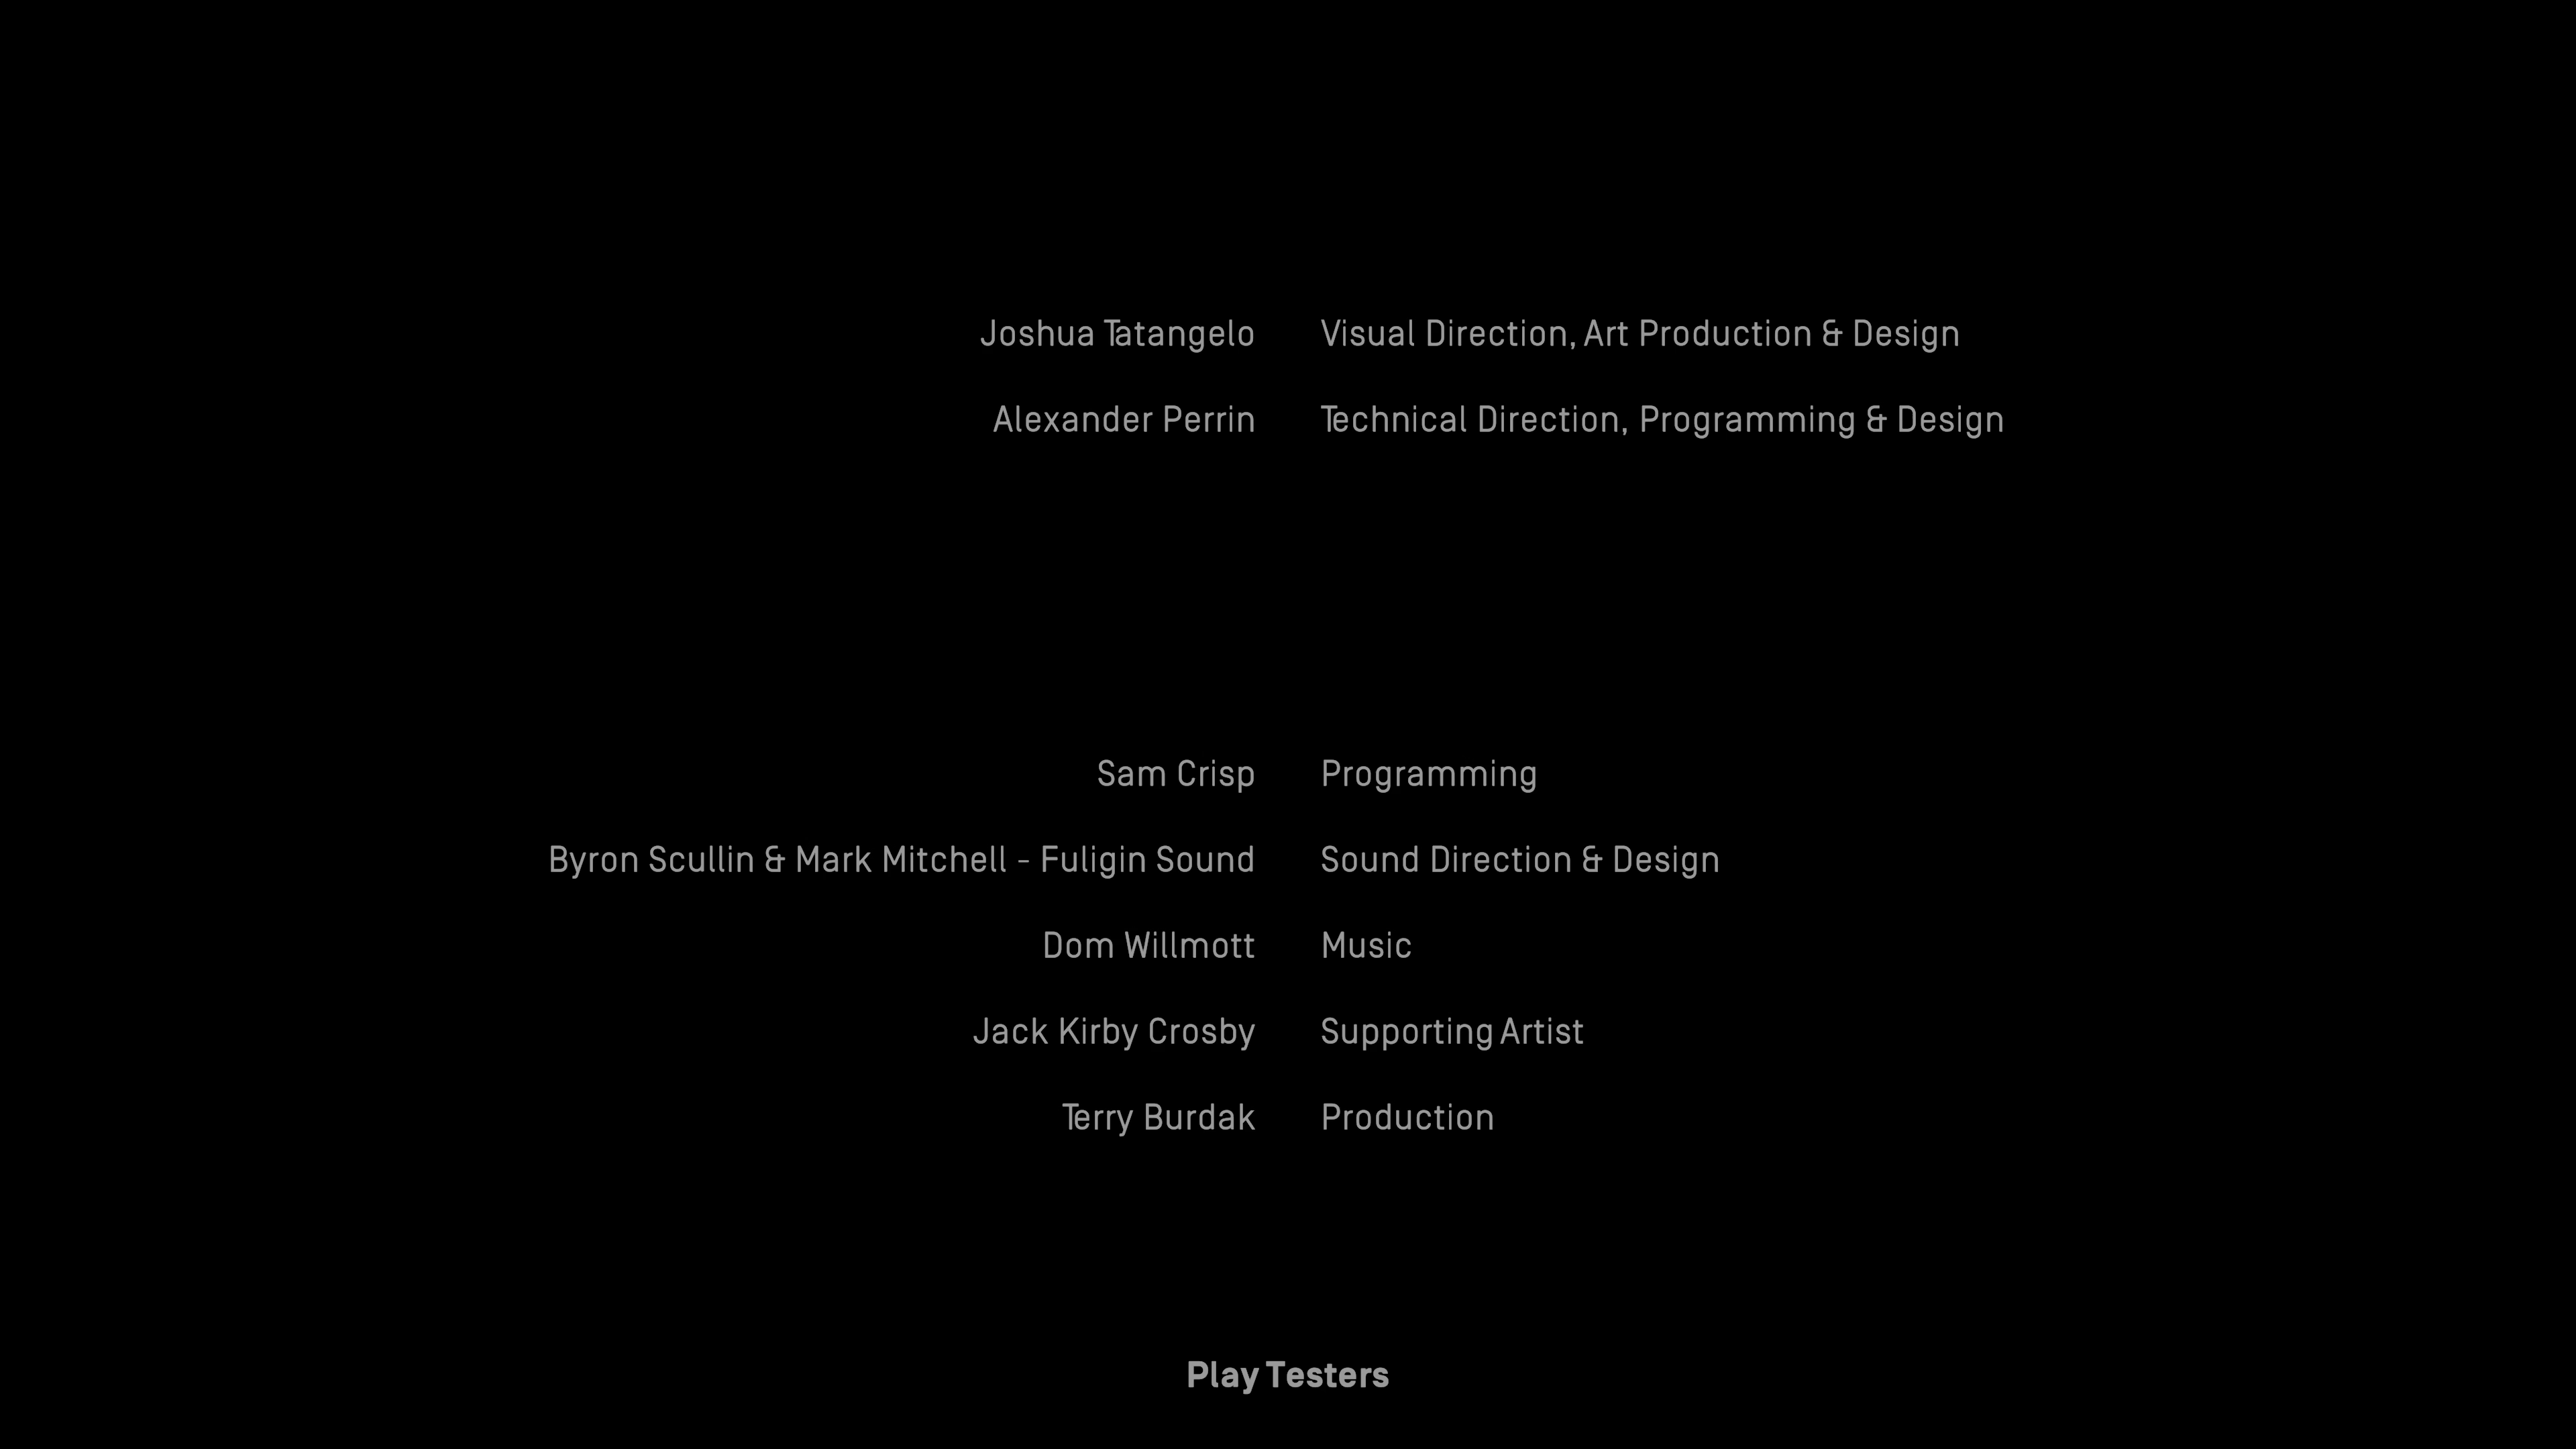 Joshua Tatangelo Visual Direction, Art Production & Design
Alexander Perrin Technical Direction, Programming & Design
Sam Crisp Programming
Byron Scullin & Mark Mitchell - Fuligin Sound Sound Direction & Design
Dom Willmott Music
Jack Kirby Crosby Supporting Artist
Terry Burdak Production
Play Testers